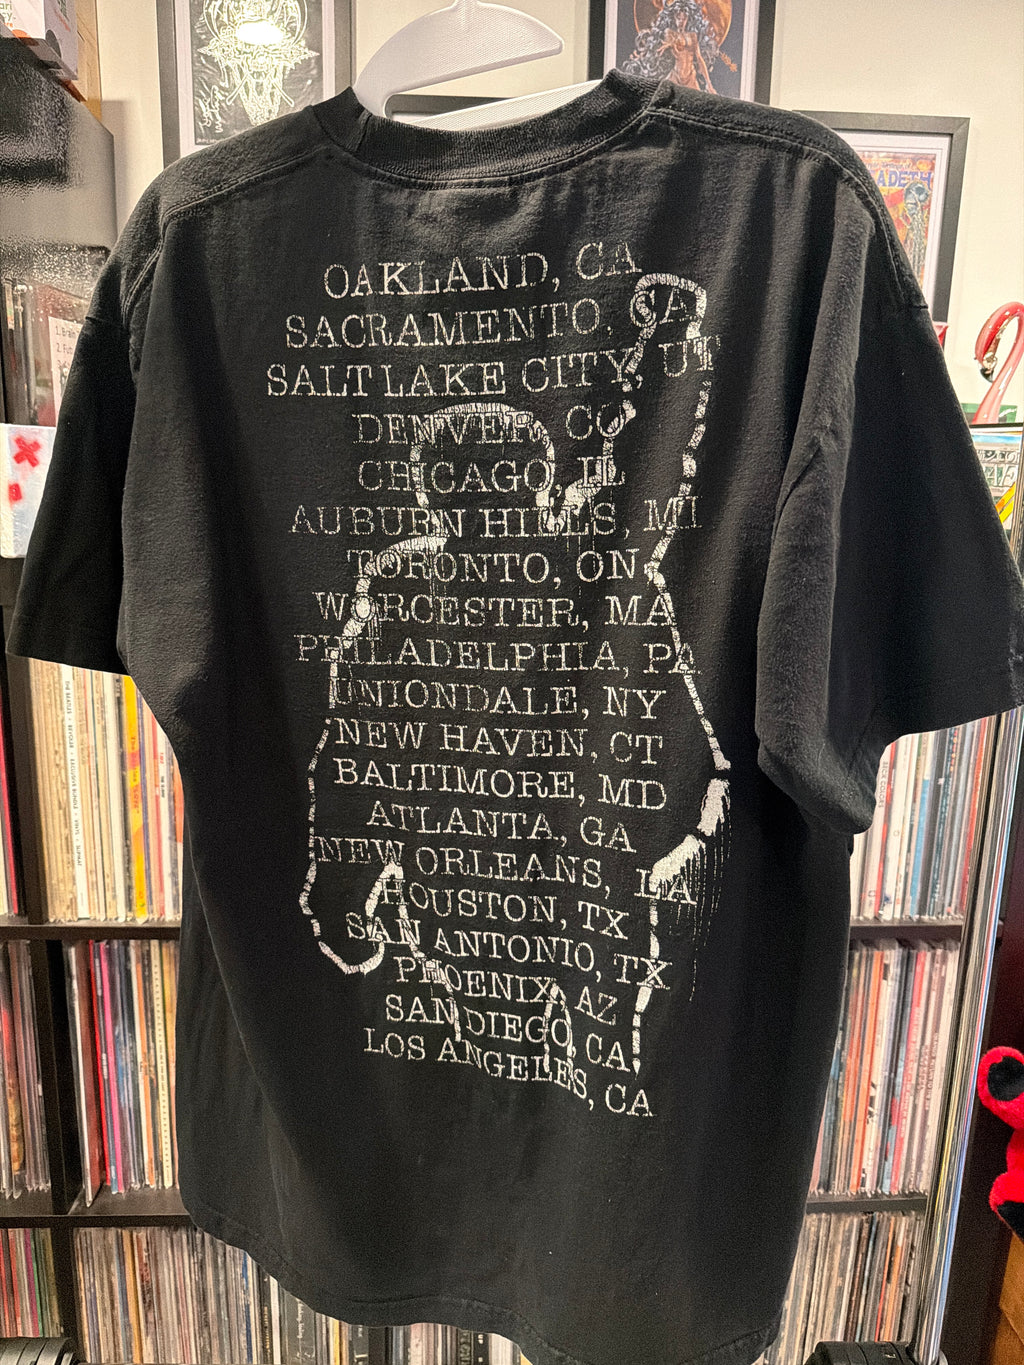 OAKLAND, CA
SACRAMENTO, CA
SALT LAKE CITY, UT
DENVER, CO
CHICAGO, IL
AUBURN HILLS, MI
TORONTO, ON
WORCESTER, MA
PHILADELPHIA, PA
UNIONDALE, NY
NEW HAVEN, CT
BALTIMORE, MD
ATLANTA, GA
NEW ORLEANS, LA
HOUSTON, TX
SAN ANTONIO, TX
PHOENIX, AZ
SAN DIEGO, CA
LOS ANGELES, CA
ADETH